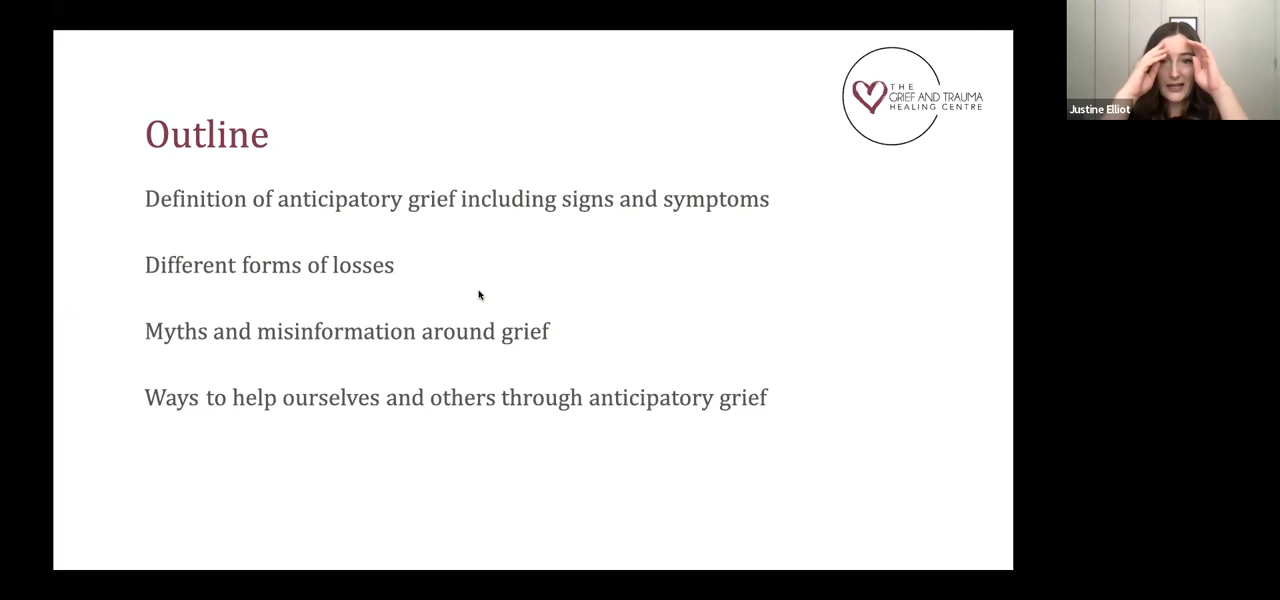 THE
GRIEF AND TRAUMA
HEALING CENTRE
Justine Elliot
Outline
Definition of anticipatory grief including signs and symptoms
Different forms of losses
Myths and misinformation around grief
Ways to help ourselves and others through anticipatory grief